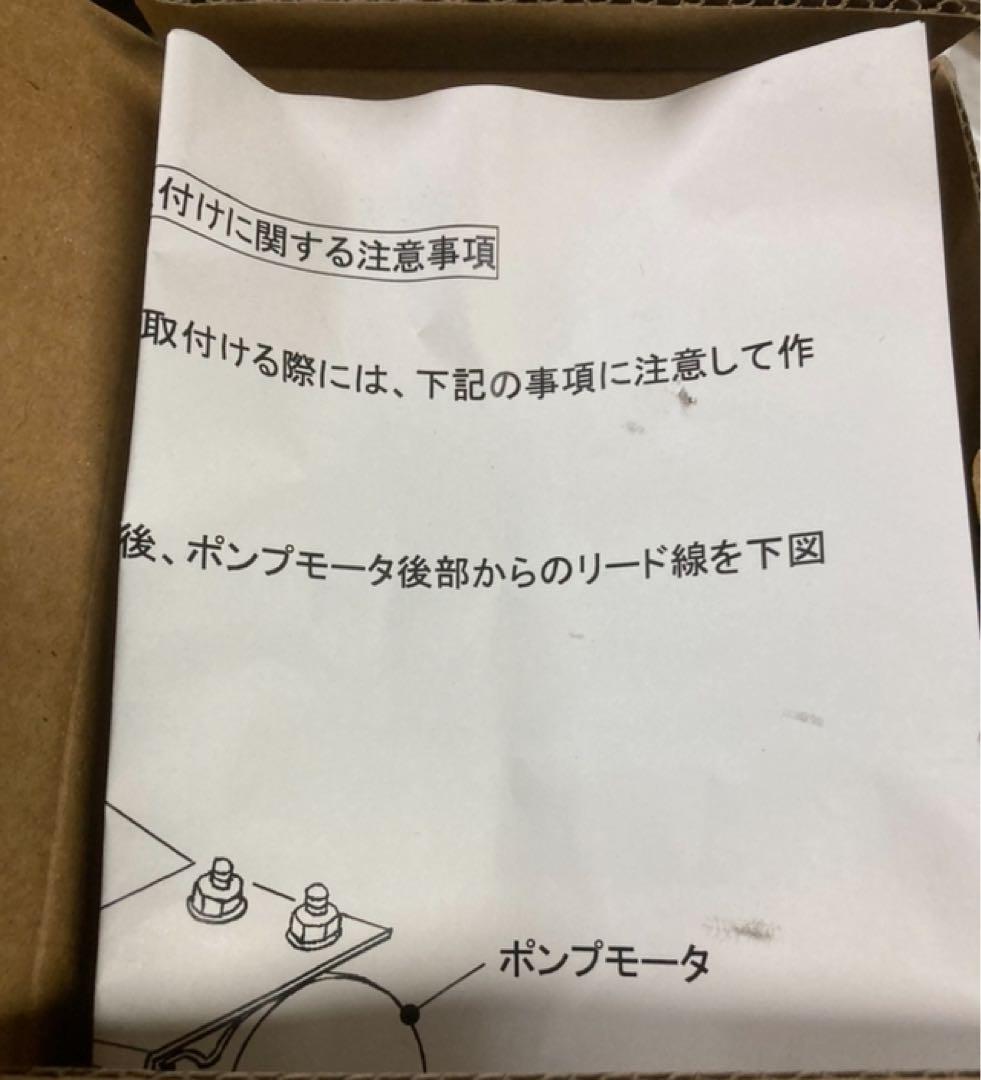 付けに関する注意事項
取付ける際には、下記の事項に注意して作
後、ポンプモータ後部からのリード線を下図
ポンプモータ